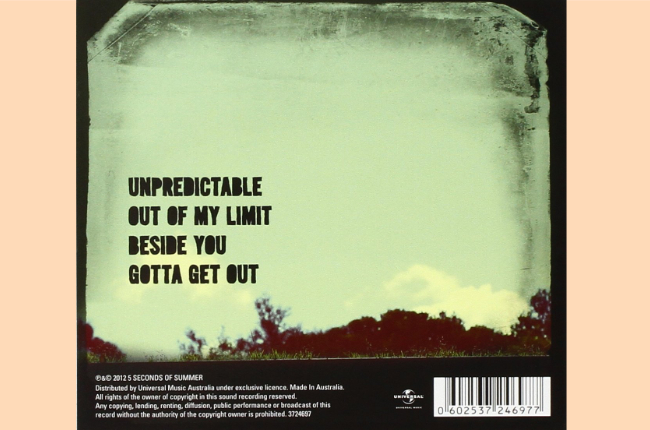 UNPREDICTABLE
OUT OF MY LIMIT
BESIDE YOU
GOTTA GET OUT
℗&© 2012 5 SECONDS OF SUMMER
Distributed by Universal Music Australia under exclusive licence. Made In Australia.
All rights of the owner of copyright in this sound recording reserved.
Any copying, lending, renting, diffusion, public performance or broadcast of this
record without the authority of the copyright owner is prohibited. 3724697
UNIVERSAL
UNIVERSAL MUSIC
0 602537 246977